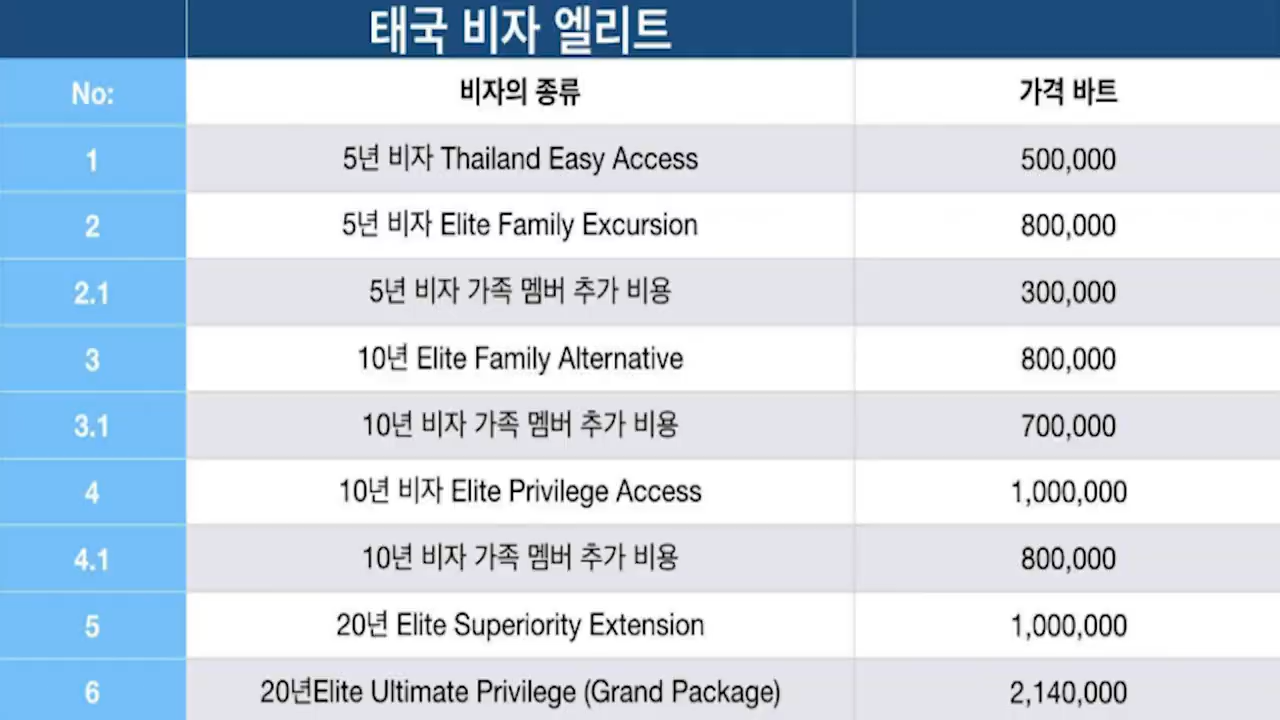 태국 비자 엘리트
No: 비자의 종류 가격 바트
1 5년 비자 Thailand Easy Access 500,000
2 5년 비자 Elite Family Excursion 800,000
2.1 5년 비자 가족 멤버 추가 비용 300,000
3 10년 Elite Family Alternative 800,000
3.1 10년 비자 가족 멤버 추가 비용 700,000
4 10년 비자 Elite Privilege Access 1,000,000
4.1 10년 비자 가족 멤버 추가 비용 800,000
5 20년 Elite Superiority Extension 1,000,000
6 20년Elite Ultimate Privilege (Grand Package) 2,140,000